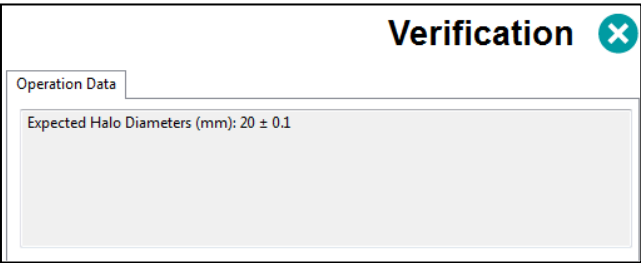 Verification
Operation Data
Expected Halo Diameters (mm): 20 ± 0.1